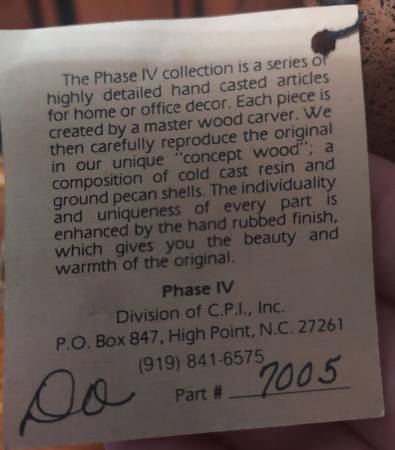 The Phase IV collection is a series of
highly detailed hand casted articles
for home or office decor. Each piece is
created by a master wood carver. We
then carefully reproduce the original
in our unique "concept wood"; a
composition of cold cast resin and
ground pecan shells. The individuality
and uniqueness of every part is
enhanced by the hand rubbed finish,
which gives you the beauty and
warmth of the original.
Phase IV
Division of C.P.I., Inc.
P.O. Box 847, High Point, N.C. 27261
(919) 841-6575
Part # 7005